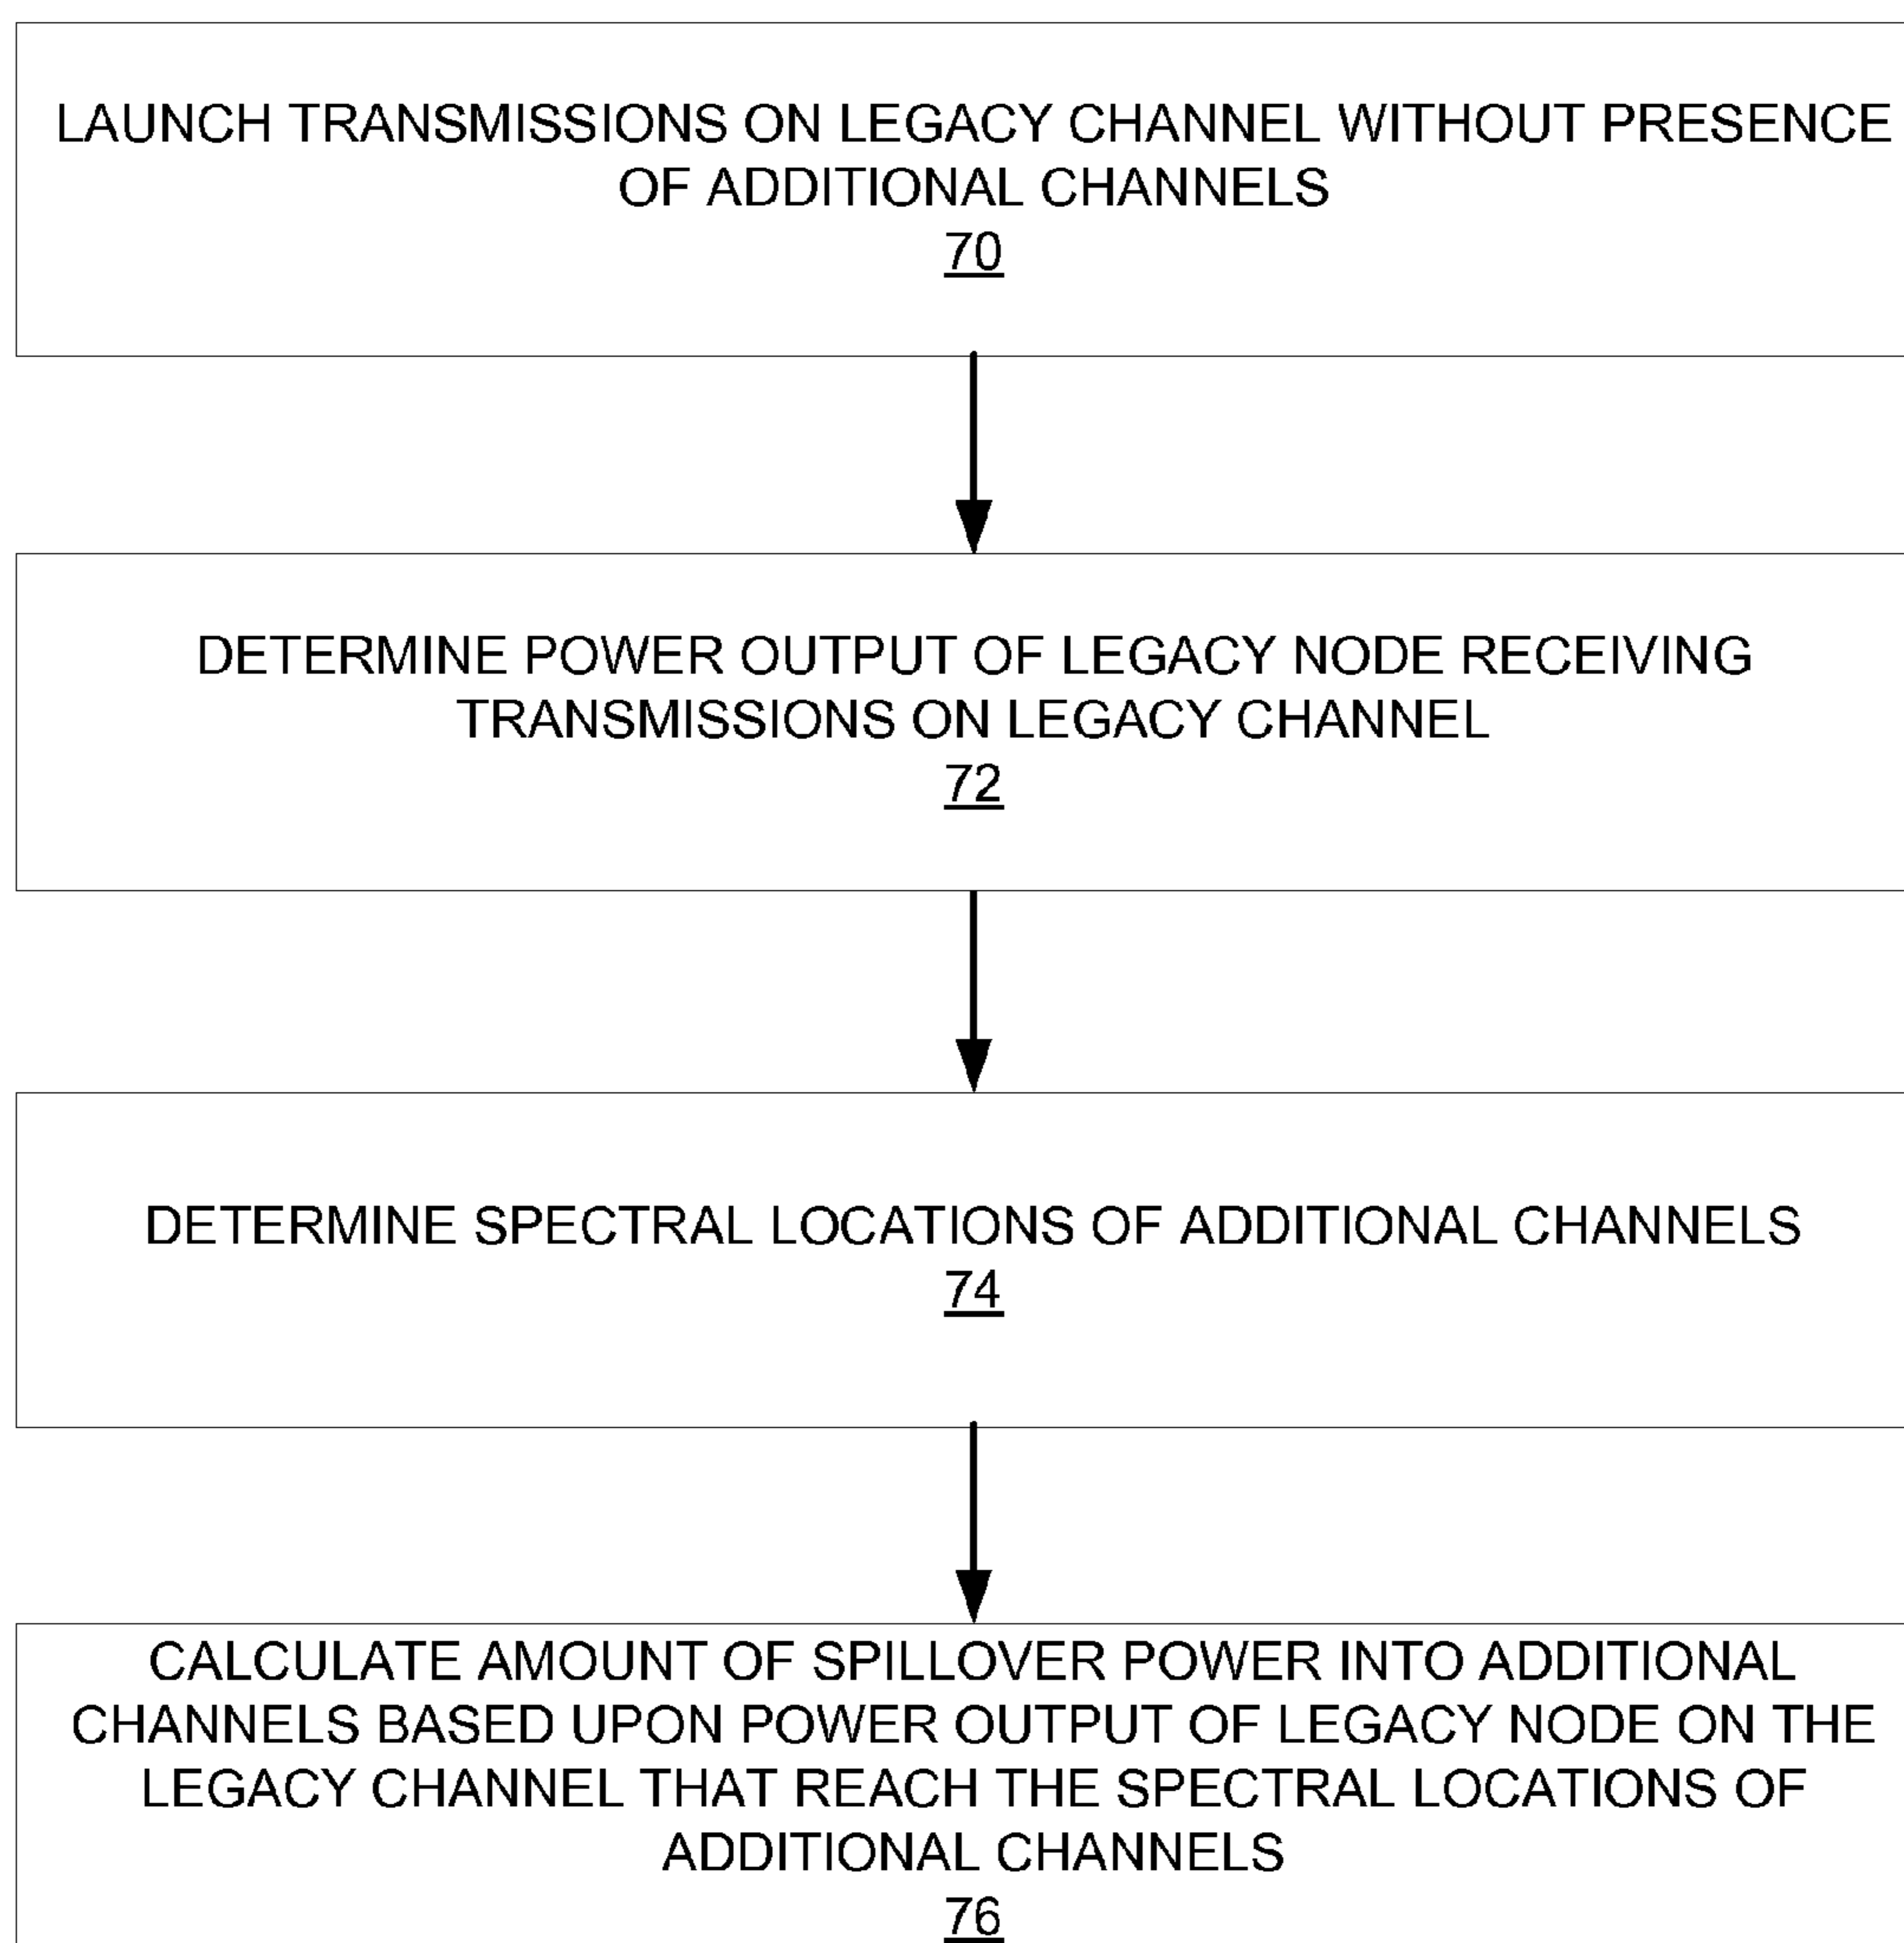 LAUNCH TRANSMISSIONS ON LEGACY CHANNEL WITHOUT PRESENCE
OF ADDITIONAL CHANNELS
70
DETERMINE POWER OUTPUT OF LEGACY NODE RECEIVING
TRANSMISSIONS ON LEGACY CHANNEL
72
DETERMINE SPECTRAL LOCATIONS OF ADDITIONAL CHANNELS
74
CALCULATE AMOUNT OF SPILLOVER POWER INTO ADDITIONAL
CHANNELS BASED UPON POWER OUTPUT OF LEGACY NODE ON THE
LEGACY CHANNEL THAT REACH THE SPECTRAL LOCATIONS OF
ADDITIONAL CHANNELS
76